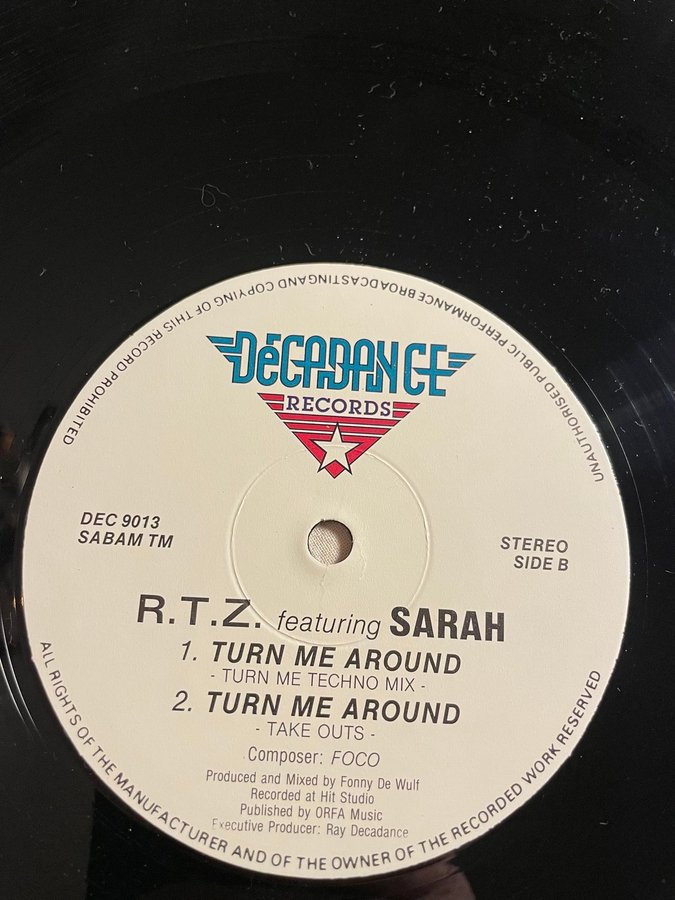 UNAUTHORISED PUBLIC PERFORMANCE BROADCASTING AND COPYING OF THIS RECORD PROHIBITED
DéCADANCE
RECORDS
DEC 9013
SABAM TM
STEREO
SIDE B
R.T.Z. featuring SARAH
1. TURN ME AROUND
- TURN ME TECHNO MIX -
2. TURN ME AROUND
- TAKE OUTS -
Composer: FOCO
Produced and Mixed by Fonny De Wulf
Recorded at Hit Studio
Published by ORFA Music
Executive Producer: Ray Decadance
ALL RIGHTS OF THE MANUFACTURER AND OF THE OWNER OF THE RECORDED WORK RESERVED